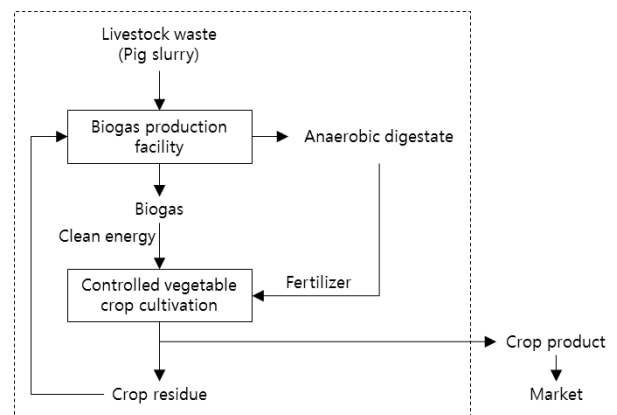 Livestock waste
(Pig slurry)
Biogas production
facility
Anaerobic digestate
Biogas
Clean energy
Controlled vegetable
crop cultivation
Fertilizer
Crop product
Crop residue
Market